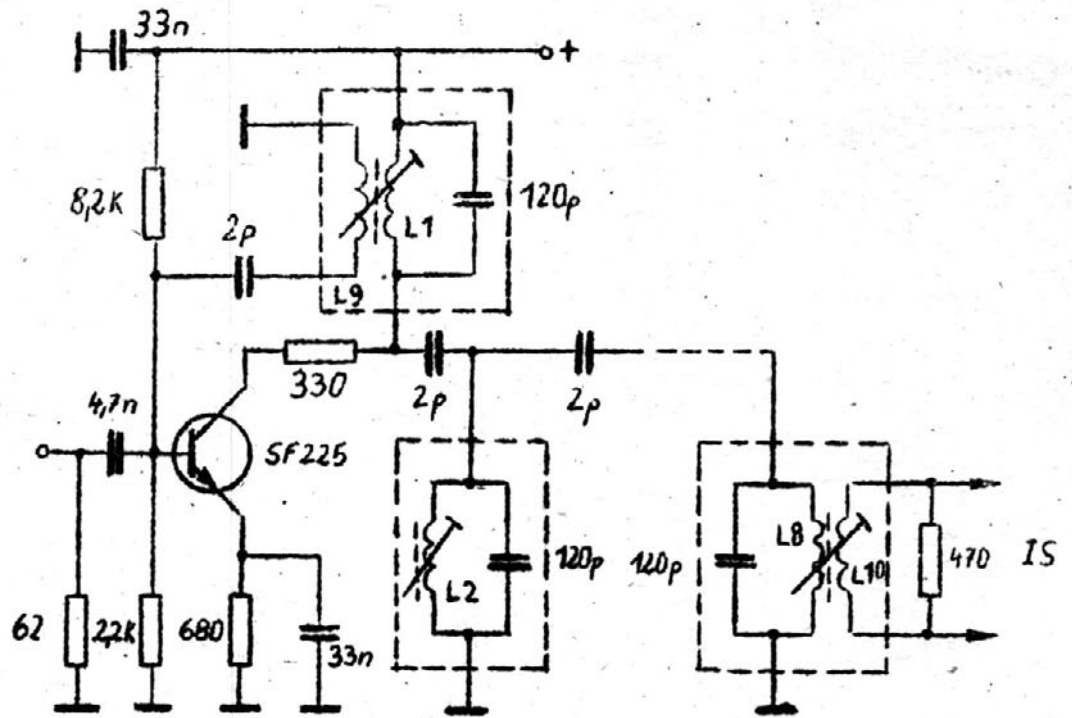 33n
+
8,2K
2p
L1
120p
L9
330
2p
2p
4,7n
SF225
L2
120p
120p
L8
L10
470
IS
62
2,2K
680
33n